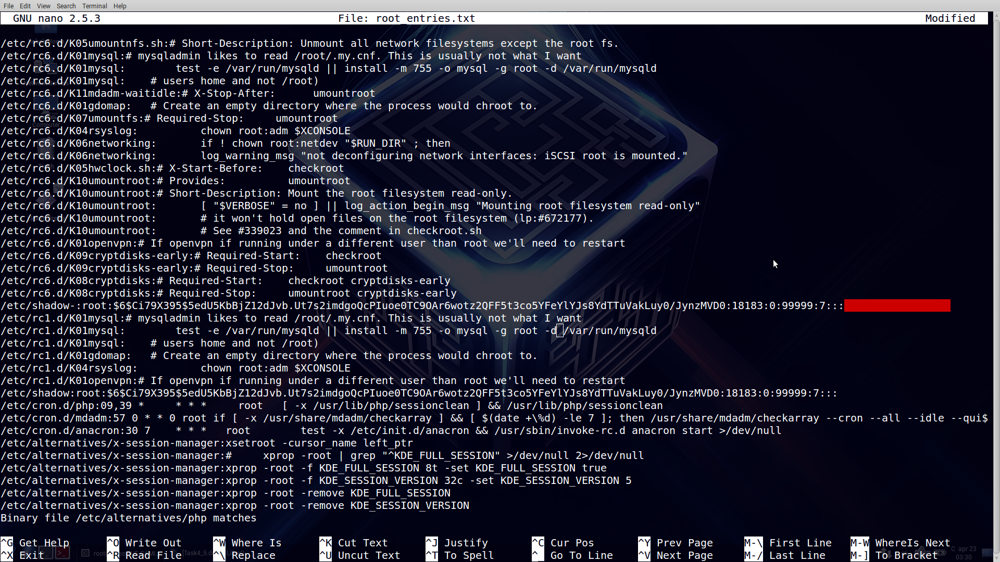 File Edit View Search Terminal Help
GNU nano 2.5.3 File: root_entries.txt Modified
/etc/rc6.d/K05umountnfs.sh:# Short-Description: Unmount all network filesystems except the root fs.
/etc/rc6.d/K01mysql:# mysqladmin likes to read /root/.my.cnf. This is usually not what I want
/etc/rc6.d/K01mysql:        test -e /var/run/mysqld || install -m 755 -o mysql -g root -d /var/run/mysqld
/etc/rc6.d/K01mysql:    # users home and not /root)
/etc/rc6.d/K11mdadm-waitidle:# X-Stop-After:      umountroot
/etc/rc6.d/K01gdomap:   # Create an empty directory where the process would chroot to.
/etc/rc6.d/K07umountfs:# Required-Stop:     umountroot
/etc/rc6.d/K04rsyslog:          chown root:adm $XCONSOLE
/etc/rc6.d/K06networking:       if ! chown root:netdev "$RUN_DIR" ; then
/etc/rc6.d/K06networking:       log_warning_msg "not deconfiguring network interfaces: iSCSI root is mounted."
/etc/rc6.d/K05hwclock.sh:# X-Start-Before:    checkroot
/etc/rc6.d/K10umountroot:# Provides:          umountroot
/etc/rc6.d/K10umountroot:# Short-Description: Mount the root filesystem read-only.
/etc/rc6.d/K10umountroot:       [ "$VERBOSE" = no ] || log_action_begin_msg "Mounting root filesystem read-only"
/etc/rc6.d/K10umountroot:       # it won't hold open files on the root filesystem (lp:#672177).
/etc/rc6.d/K10umountroot:       # See #339023 and the comment in checkroot.sh
/etc/rc6.d/K01openvpn:# If openvpn if running under a different user than root we'll need to restart
/etc/rc6.d/K09cryptdisks-early:# Required-Start:    checkroot
/etc/rc6.d/K09cryptdisks-early:# Required-Stop:     umountroot
/etc/rc6.d/K08cryptdisks:# Required-Start:    checkroot cryptdisks-early
/etc/rc6.d/K08cryptdisks:# Required-Stop:     umountroot cryptdisks-early
/etc/shadow-:root:$6$Ci79X395$5edU5KbBjZ12dJvb.Ut7s2imdgoQcPIuoe0TC9OAr6wotz2QFF5t3co5YFeYlYJs8YdTTuVakLuy0/JynzMVD0:18183:0:99999:7:::
/etc/rc1.d/K01mysql:# mysqladmin likes to read /root/.my.cnf. This is usually not what I want
/etc/rc1.d/K01mysql:        test -e /var/run/mysqld || install -m 755 -o mysql -g root -d /var/run/mysqld
/etc/rc1.d/K01mysql:    # users home and not /root)
/etc/rc1.d/K01gdomap:   # Create an empty directory where the process would chroot to.
/etc/rc1.d/K04rsyslog:          chown root:adm $XCONSOLE
/etc/rc1.d/K01openvpn:# If openvpn if running under a different user than root we'll need to restart
/etc/shadow:root:$6$Ci79X395$5edU5KbBjZ12dJvb.Ut7s2imdgoQcPIuoe0TC9OAr6wotz2QFF5t3co5YFeYlYJs8YdTTuVakLuy0/JynzMVD0:18183:0:99999:7:::
/etc/cron.d/php:09,39 *     * * *     root   [ -x /usr/lib/php/sessionclean ] && /usr/lib/php/sessionclean
/etc/cron.d/mdadm:57 0 * * 0 root if [ -x /usr/share/mdadm/checkarray ] && [ $(date +\%d) -le 7 ]; then /usr/share/mdadm/checkarray --cron --all --idle --qui$
/etc/cron.d/anacron:30 7    * * *   root        test -x /etc/init.d/anacron && /usr/sbin/invoke-rc.d anacron start >/dev/null
/etc/alternatives/x-session-manager:xsetroot -cursor_name left_ptr
/etc/alternatives/x-session-manager:#     xprop -root | grep "^KDE_FULL_SESSION" >/dev/null 2>/dev/null
/etc/alternatives/x-session-manager:xprop -root -f KDE_FULL_SESSION 8t -set KDE_FULL_SESSION true
/etc/alternatives/x-session-manager:xprop -root -f KDE_SESSION_VERSION 32c -set KDE_SESSION_VERSION 5
/etc/alternatives/x-session-manager:xprop -root -remove KDE_FULL_SESSION
/etc/alternatives/x-session-manager:xprop -root -remove KDE_SESSION_VERSION
Binary file /etc/alternatives/php matches
^G Get Help ^O Write Out ^W Where Is ^K Cut Text ^J Justify ^C Cur Pos ^Y Prev Page M-\ First Line M-W WhereIs Next
^X Exit ^R Read File ^\ Replace ^U Uncut Text ^T To Spell ^_ Go To Line ^V Next Page M-/ Last Line M-] To Bracket
Computer
apr 23
03:30